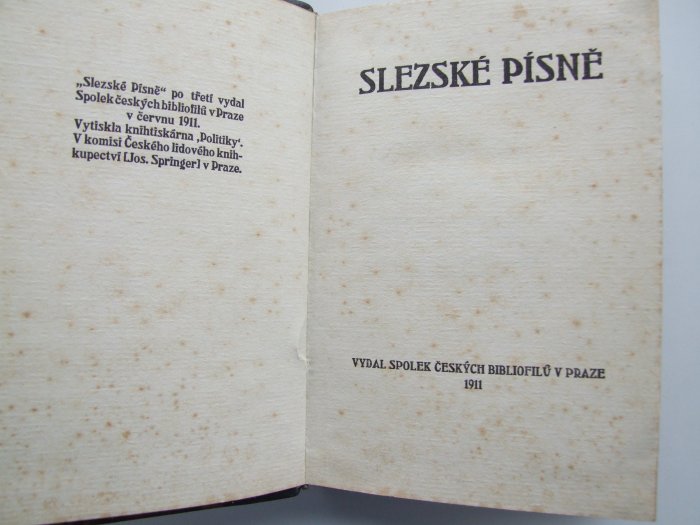 „Slezské Písně“ po třetí vydal
Spolek českých bibliofilů v Praze
v červnu 1911.
Vytiskla knihtiskárna ‚Politiky‘.
V komisi Českého lidového knih-
kupectví [Jos. Springer] v Praze.
SLEZSKÉ PÍSNĚ
VYDAL SPOLEK ČESKÝCH BIBLIOFILŮ V PRAZE
1911